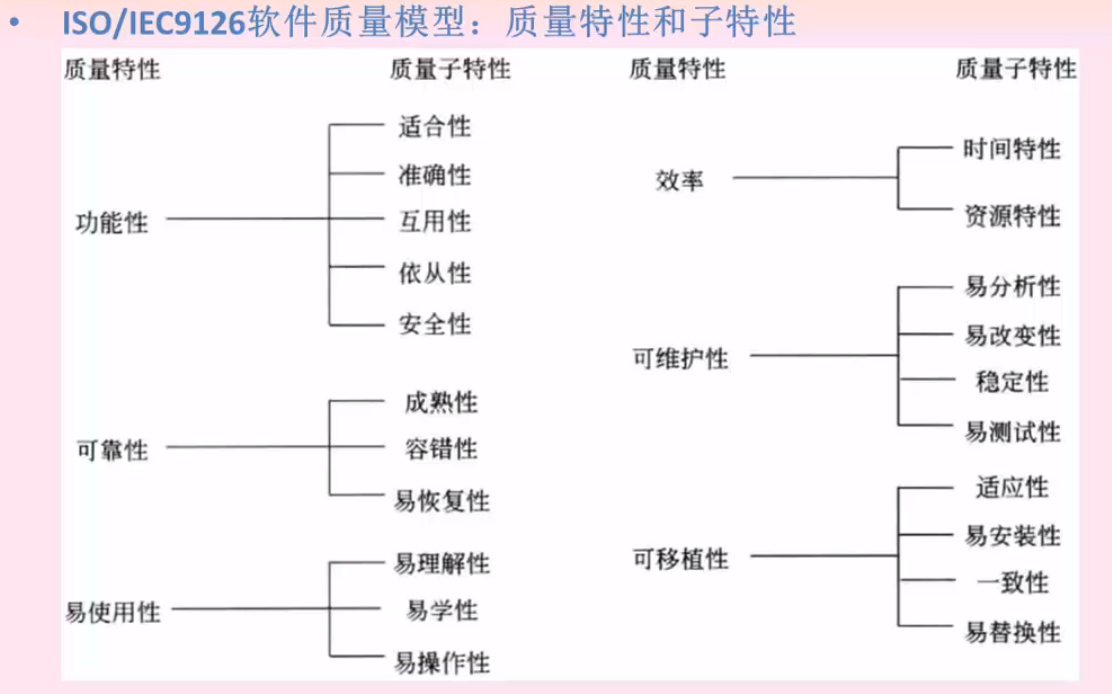 • ISO/IEC9126软件质量模型：质量特性和子特性
质量特性 质量子特性 质量特性 质量子特性
功能性
适合性
准确性
互用性
依从性
安全性
可靠性
成熟性
容错性
易恢复性
易使用性
易理解性
易学性
易操作性
效率
时间特性
资源特性
可维护性
易分析性
易改变性
稳定性
易测试性
可移植性
适应性
易安装性
一致性
易替换性